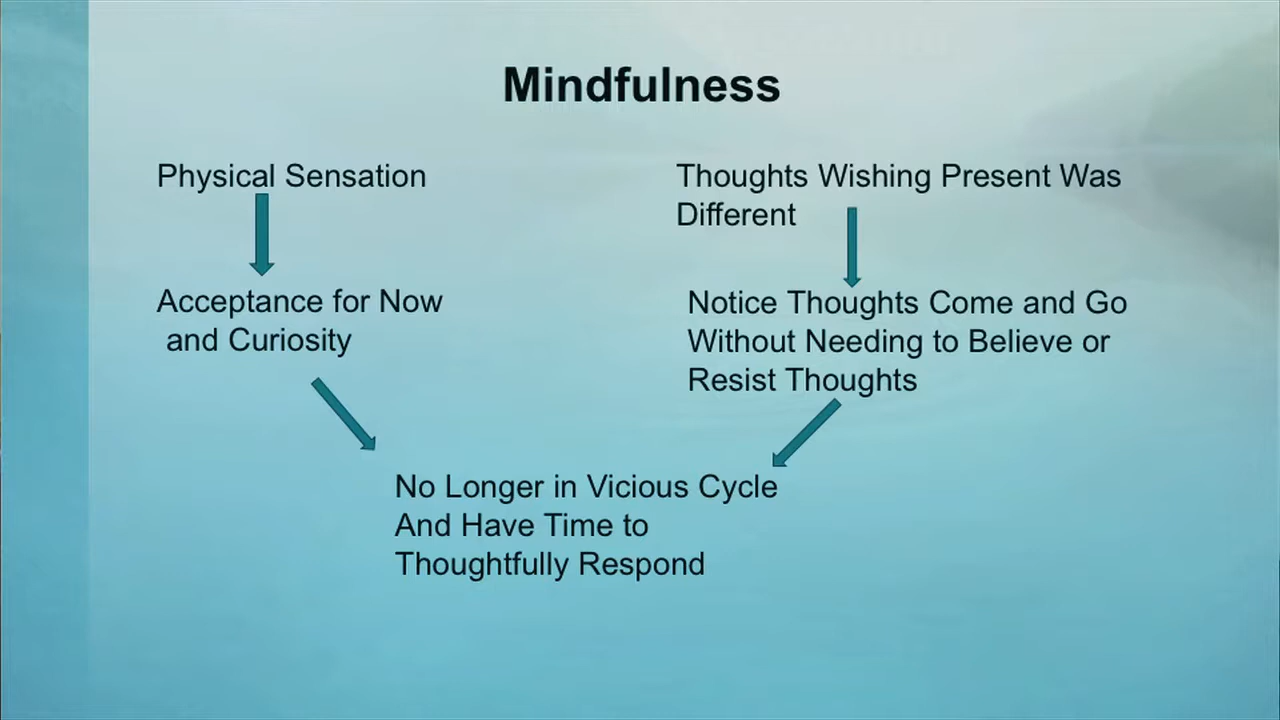 Mindfulness
Physical Sensation
Acceptance for Now
and Curiosity
Thoughts Wishing Present Was
Different
Notice Thoughts Come and Go
Without Needing to Believe or
Resist Thoughts
No Longer in Vicious Cycle
And Have Time to
Thoughtfully Respond